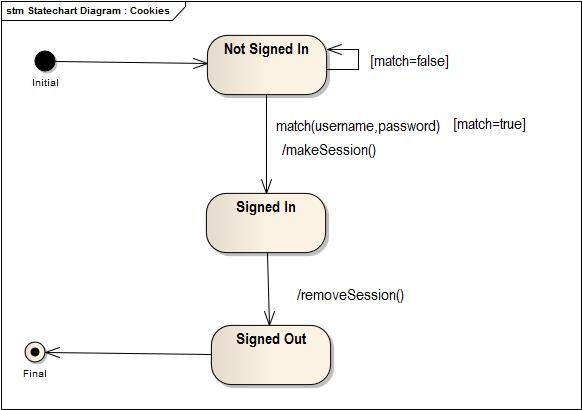 stm Statechart Diagram : Cookies
Not Signed In
Initial
[match=false]
match(username,password) [match=true]
/makeSession()
Signed In
/removeSession()
Signed Out
Final